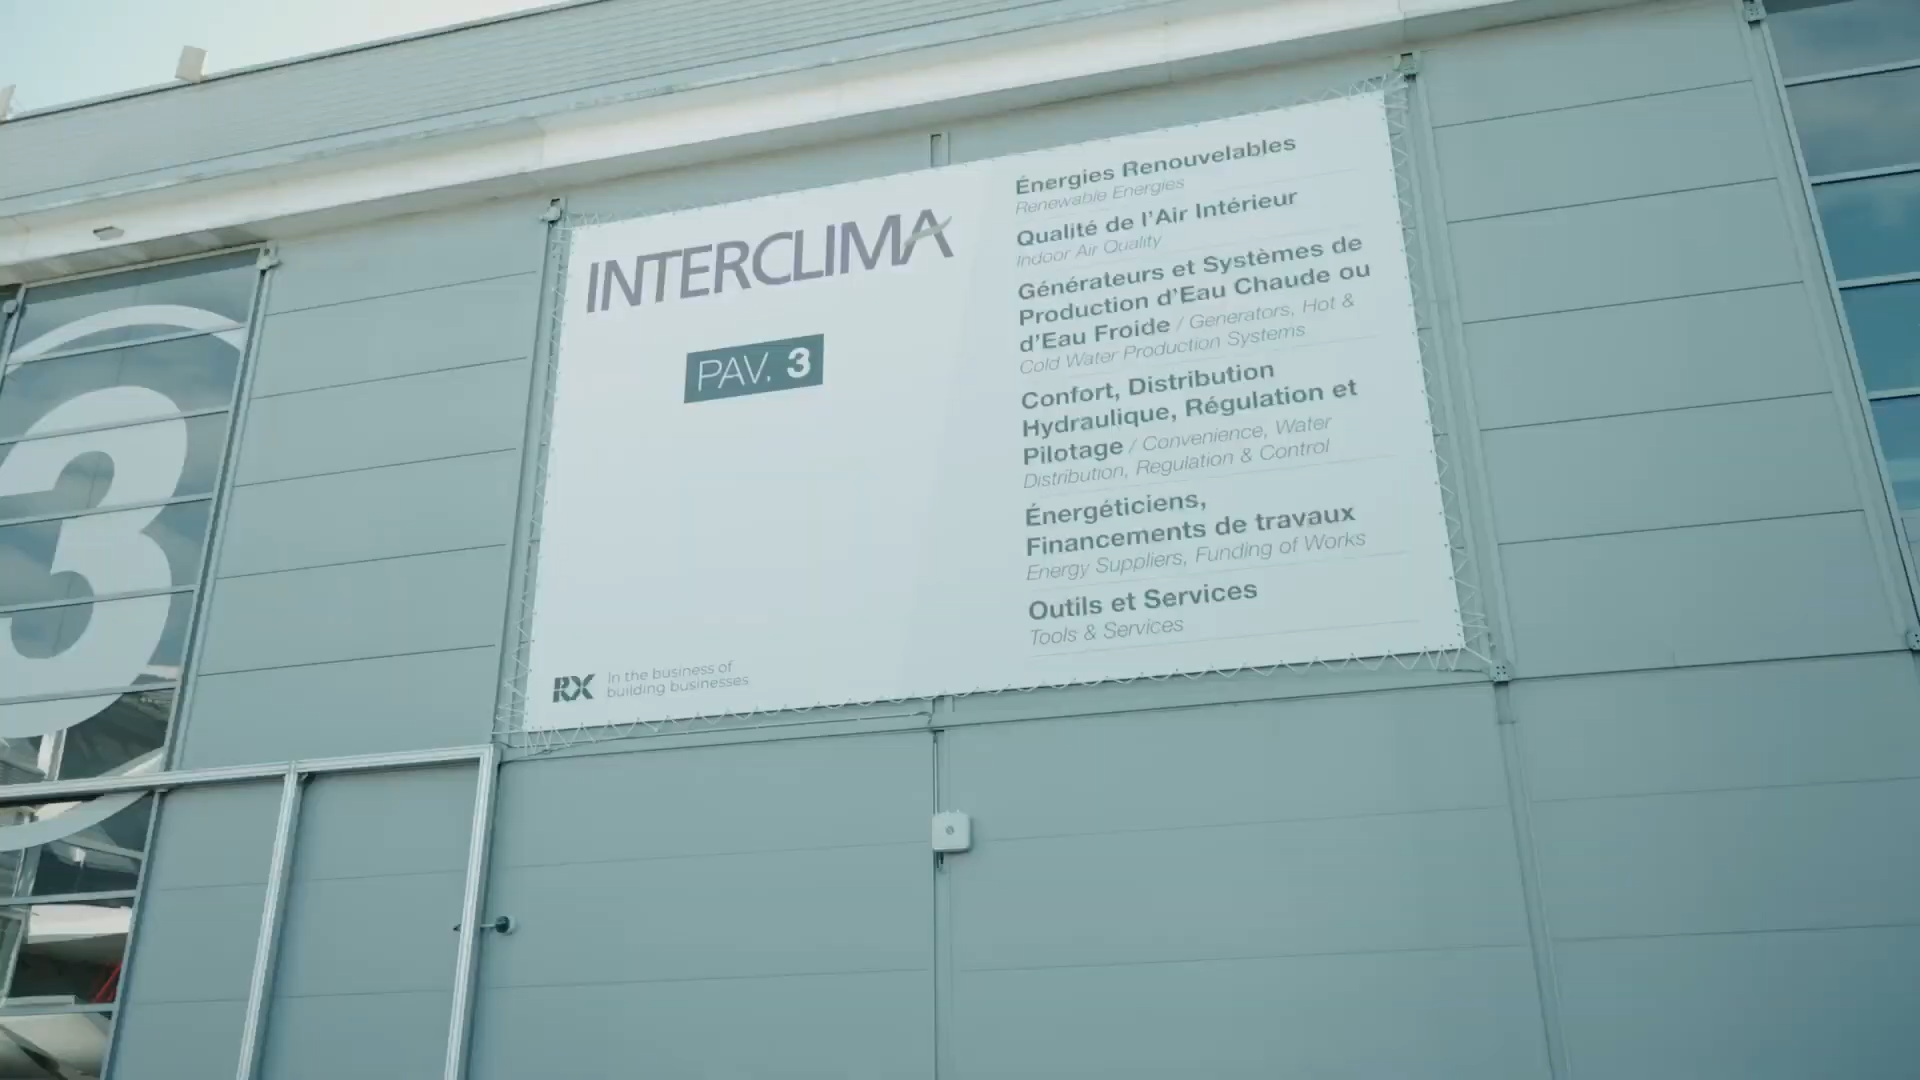 3
INTERCLIMA
PAV. 3
RX In the business of
building businesses
Énergies Renouvelables
Renewable Energies
Qualité de l'Air Intérieur
Indoor Air Quality
Générateurs et Systèmes de
Production d'Eau Chaude ou
d'Eau Froide / Generators, Hot &
Cold Water Production Systems
Confort, Distribution
Hydraulique, Régulation et
Pilotage / Convenience, Water
Distribution, Regulation & Control
Énergéticiens,
Financements de travaux
Energy Suppliers, Funding of Works
Outils et Services
Tools & Services